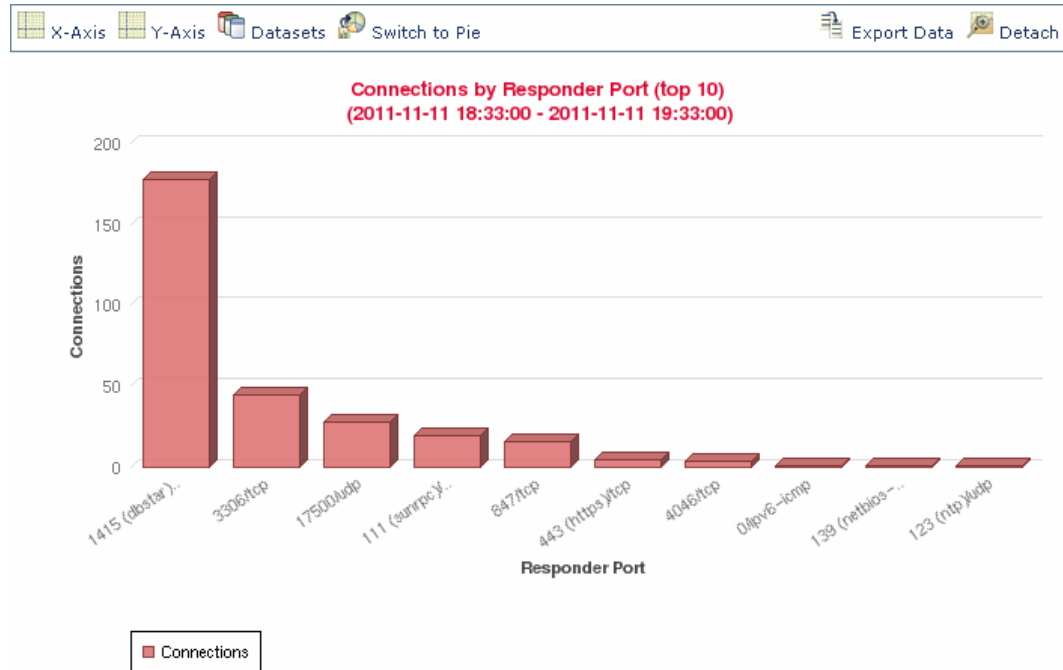 X-Axis Y-Axis Datasets Switch to Pie Export Data Detach
Connections by Responder Port (top 10)
(2011-11-11 18:33:00 - 2011-11-11 19:33:00)
200
150
100
50
0
Connections
1415 (dbstar)..
3306/tcp
17500/udp
111 (sunrpc)/..
847/tcp
443 (https)/tcp
4046/tcp
0/ipv6-icmp
139 (netbios-..
123 (ntp)/udp
Responder Port
Connections